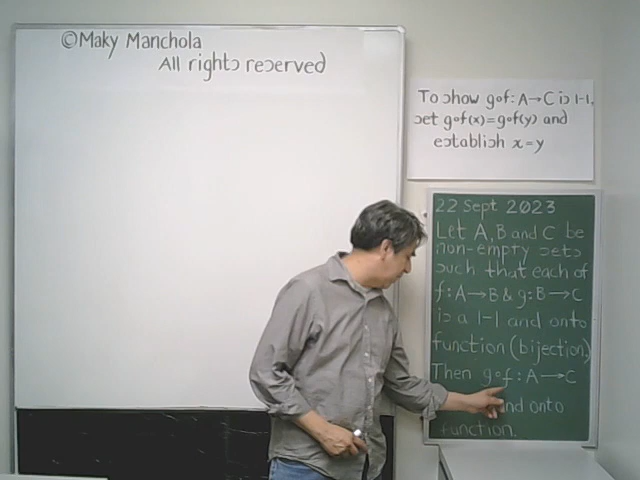 ©Maky Manchola
All rights reserved
To show g∘f: A→C is 1-1,
set g∘f(x)=g∘f(y) and
establish x=y
22 Sept 2023
Let A, B and C be
non-empty sets
such that each of
f: A→B & g: B→C
is a 1-1 and onto
function (bijection)
Then g∘f: A→C
and onto
function.